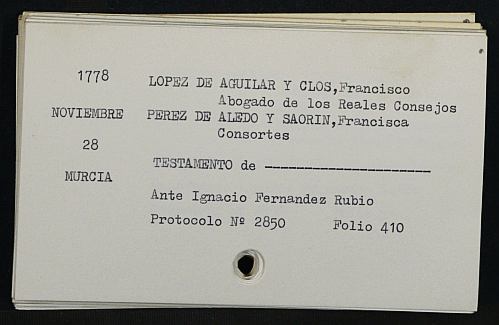 1778
LOPEZ DE AGUILAR Y CLOS,Francisco
Abogado de los Reales Consejos
NOVIEMBRE
PEREZ DE ALEDO Y SAORIN,Francisca
Consortes
28
TESTAMENTO de ----------------------
MURCIA
Ante Ignacio Fernandez Rubio
Protocolo Nº 2850 Folio 410